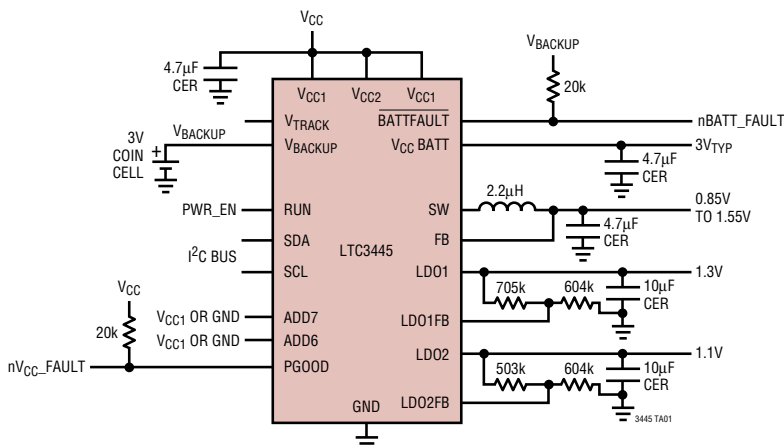 VCC
VBACKUP
4.7µF
CER
20k
VCC1
VCC2
VCC1
BATTFAULT
nBATT_FAULT
VTRACK
VCC BATT
3VTYP
VBACKUP
VBACKUP
3V
COIN
CELL
+
4.7µF
CER
2.2µH
PWR_EN
RUN
SW
0.85V
TO 1.55V
4.7µF
CER
SDA
FB
I2C BUS
LTC3445
SCL
LDO1
1.3V
705k
604k
10µF
CER
VCC
20k
VCC1 OR GND
ADD7
LDO1FB
VCC1 OR GND
ADD6
LDO2
1.1V
nVCC_FAULT
PGOOD
503k
604k
10µF
CER
LDO2FB
GND
3445 TA01